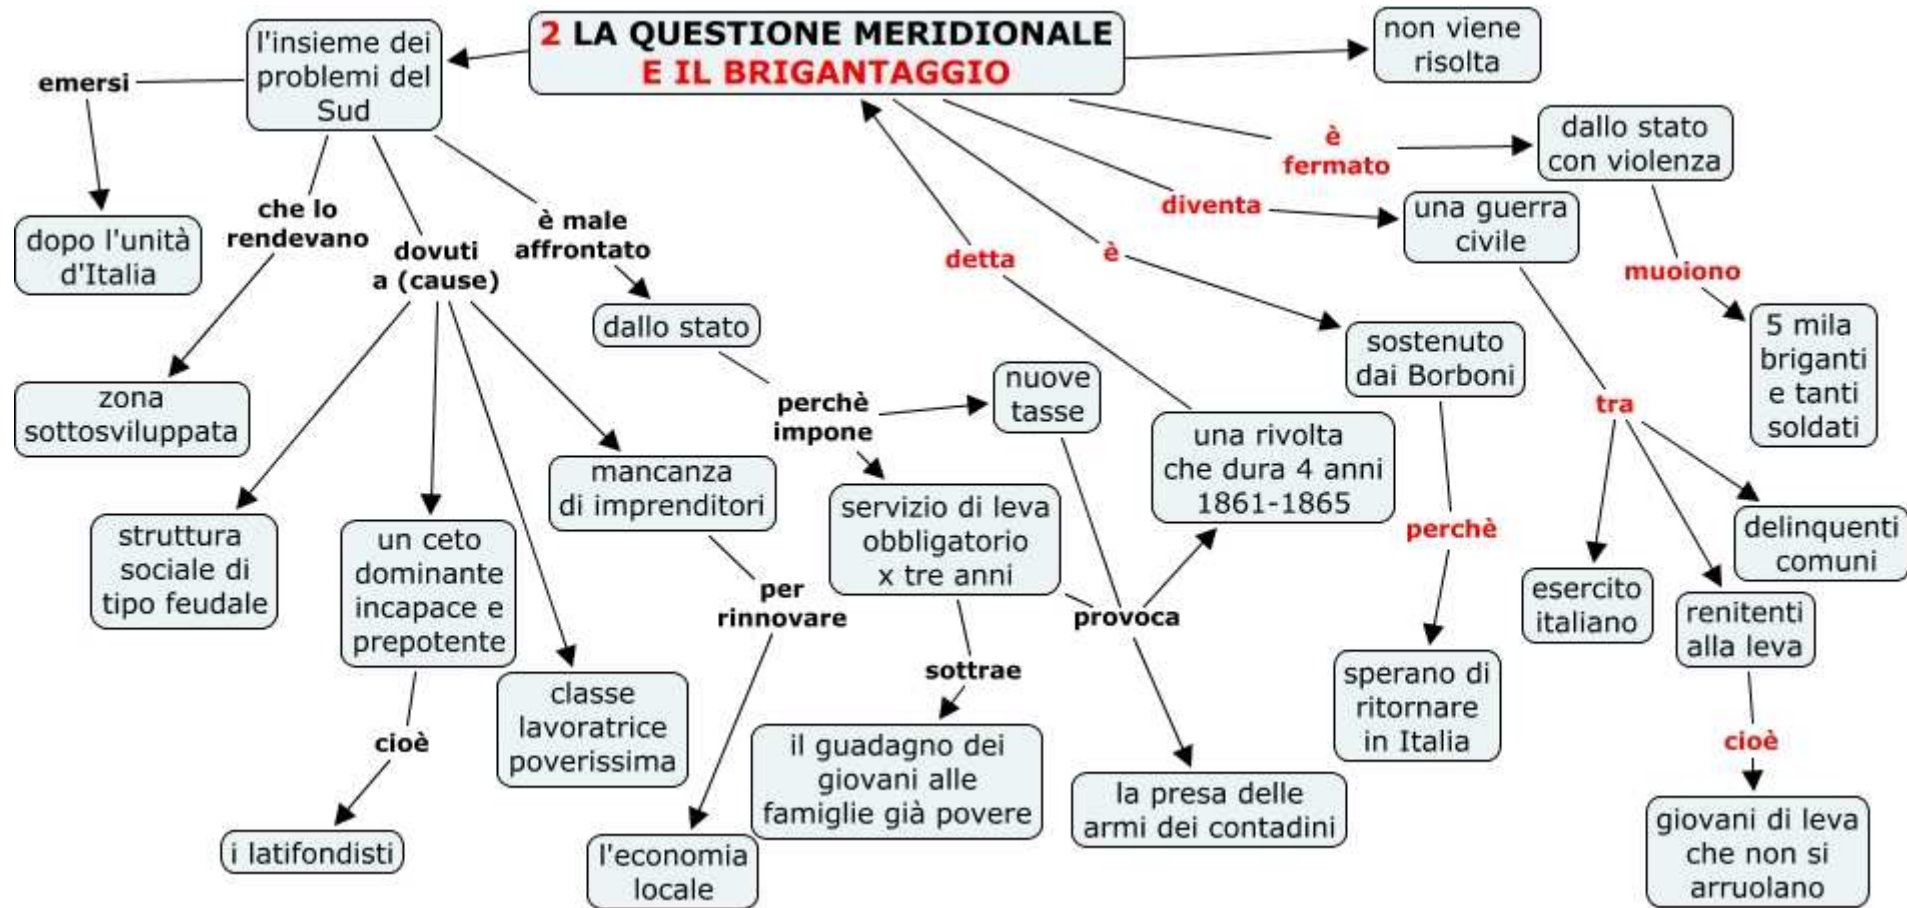 2 LA QUESTIONE MERIDIONALE
E IL BRIGANTAGGIO
l'insieme dei
problemi del
Sud
emersi
dopo l'unità
d'Italia
che lo
rendevano
zona
sottosviluppata
dovuti
a (cause)
struttura
sociale di
tipo feudale
un ceto
dominante
incapace e
prepotente
cioè
i latifondisti
classe
lavoratrice
poverissima
mancanza
di imprenditori
per
rinnovare
l'economia
locale
è male
affrontato
dallo stato
perchè
impone
nuove
tasse
servizio di leva
obbligatorio
x tre anni
sottrae
il guadagno dei
giovani alle
famiglie già povere
provoca
la presa delle
armi dei contadini
una rivolta
che dura 4 anni
1861-1865
detta
è
sostenuto
dai Borboni
perchè
sperano di
ritornare
in Italia
diventa
una guerra
civile
tra
esercito
italiano
renitenti
alla leva
cioè
giovani di leva
che non si
arruolano
delinquenti
comuni
è
fermato
dallo stato
con violenza
muoiono
5 mila
briganti
e tanti
soldati
non viene
risolta